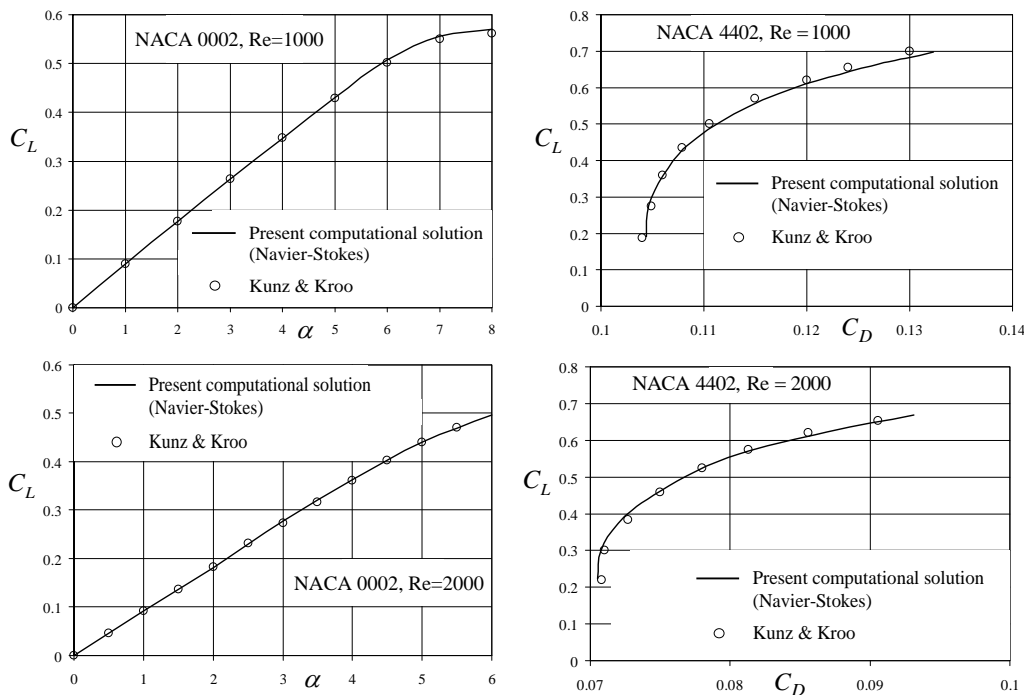 NACA 0002, Re=1000
0.6
0.5
0.4
0.3
0.2
0.1
0
C_L
Present computational solution
(Navier-Stokes)
Kunz & Kroo
0 1 2 3 4 5 6 7 8
α
NACA 4402, Re = 1000
0.8
0.7
0.6
0.5
0.4
0.3
0.2
0.1
0
C_L
Present computational solution
(Navier-Stokes)
Kunz & Kroo
0.1 0.11 0.12 0.13 0.14
C_D
0.6
0.5
0.4
0.3
0.2
0.1
0
C_L
Present computational solution
(Navier-Stokes)
Kunz & Kroo
NACA 0002, Re=2000
0 1 2 3 4 5 6
α
NACA 4402, Re = 2000
0.8
0.7
0.6
0.5
0.4
0.3
0.2
0.1
0
C_L
Present computational solution
(Navier-Stokes)
Kunz & Kroo
0.07 0.08 0.09 0.1
C_D